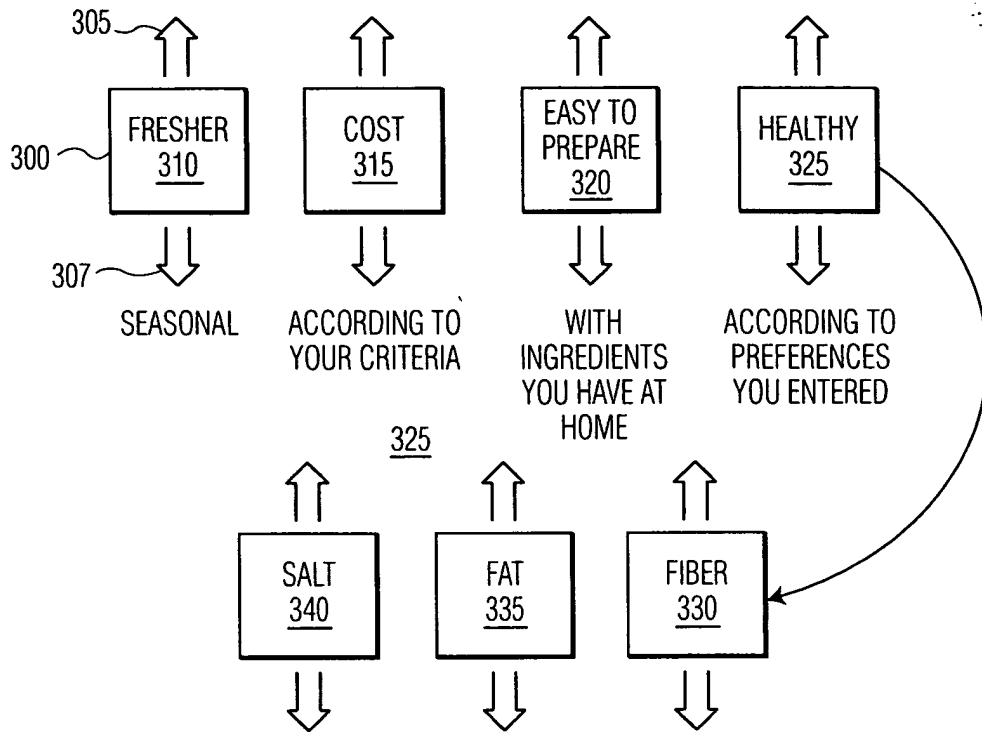 305
300
307
FRESHER
310
COST
315
EASY TO
PREPARE
320
HEALTHY
325
SEASONAL
ACCORDING TO
YOUR CRITERIA
WITH
INGREDIENTS
YOU HAVE AT
HOME
ACCORDING TO
PREFERENCES
YOU ENTERED
325
SALT
340
FAT
335
FIBER
330